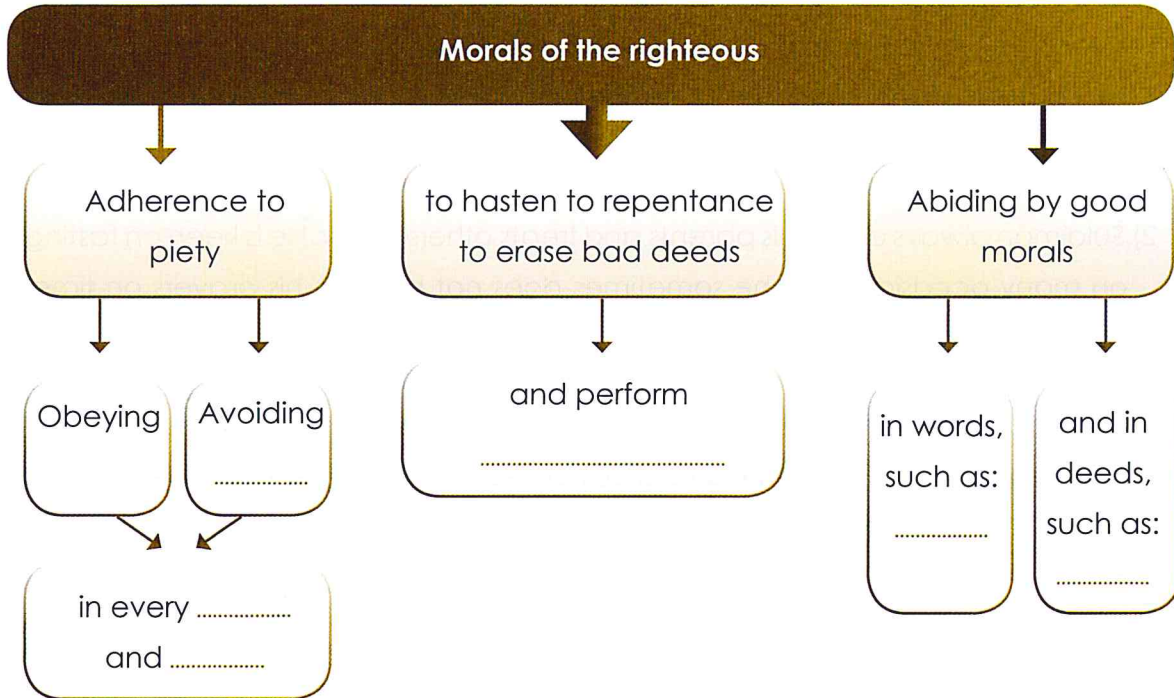 Morals of the righteous
Adherence to
piety
to hasten to repentance
to erase bad deeds
Abiding by good
morals
Obeying
Avoiding
..................
in every ..................
and ..................
and perform
................................................
in words,
such as:
..................
and in
deeds,
such as:
..................